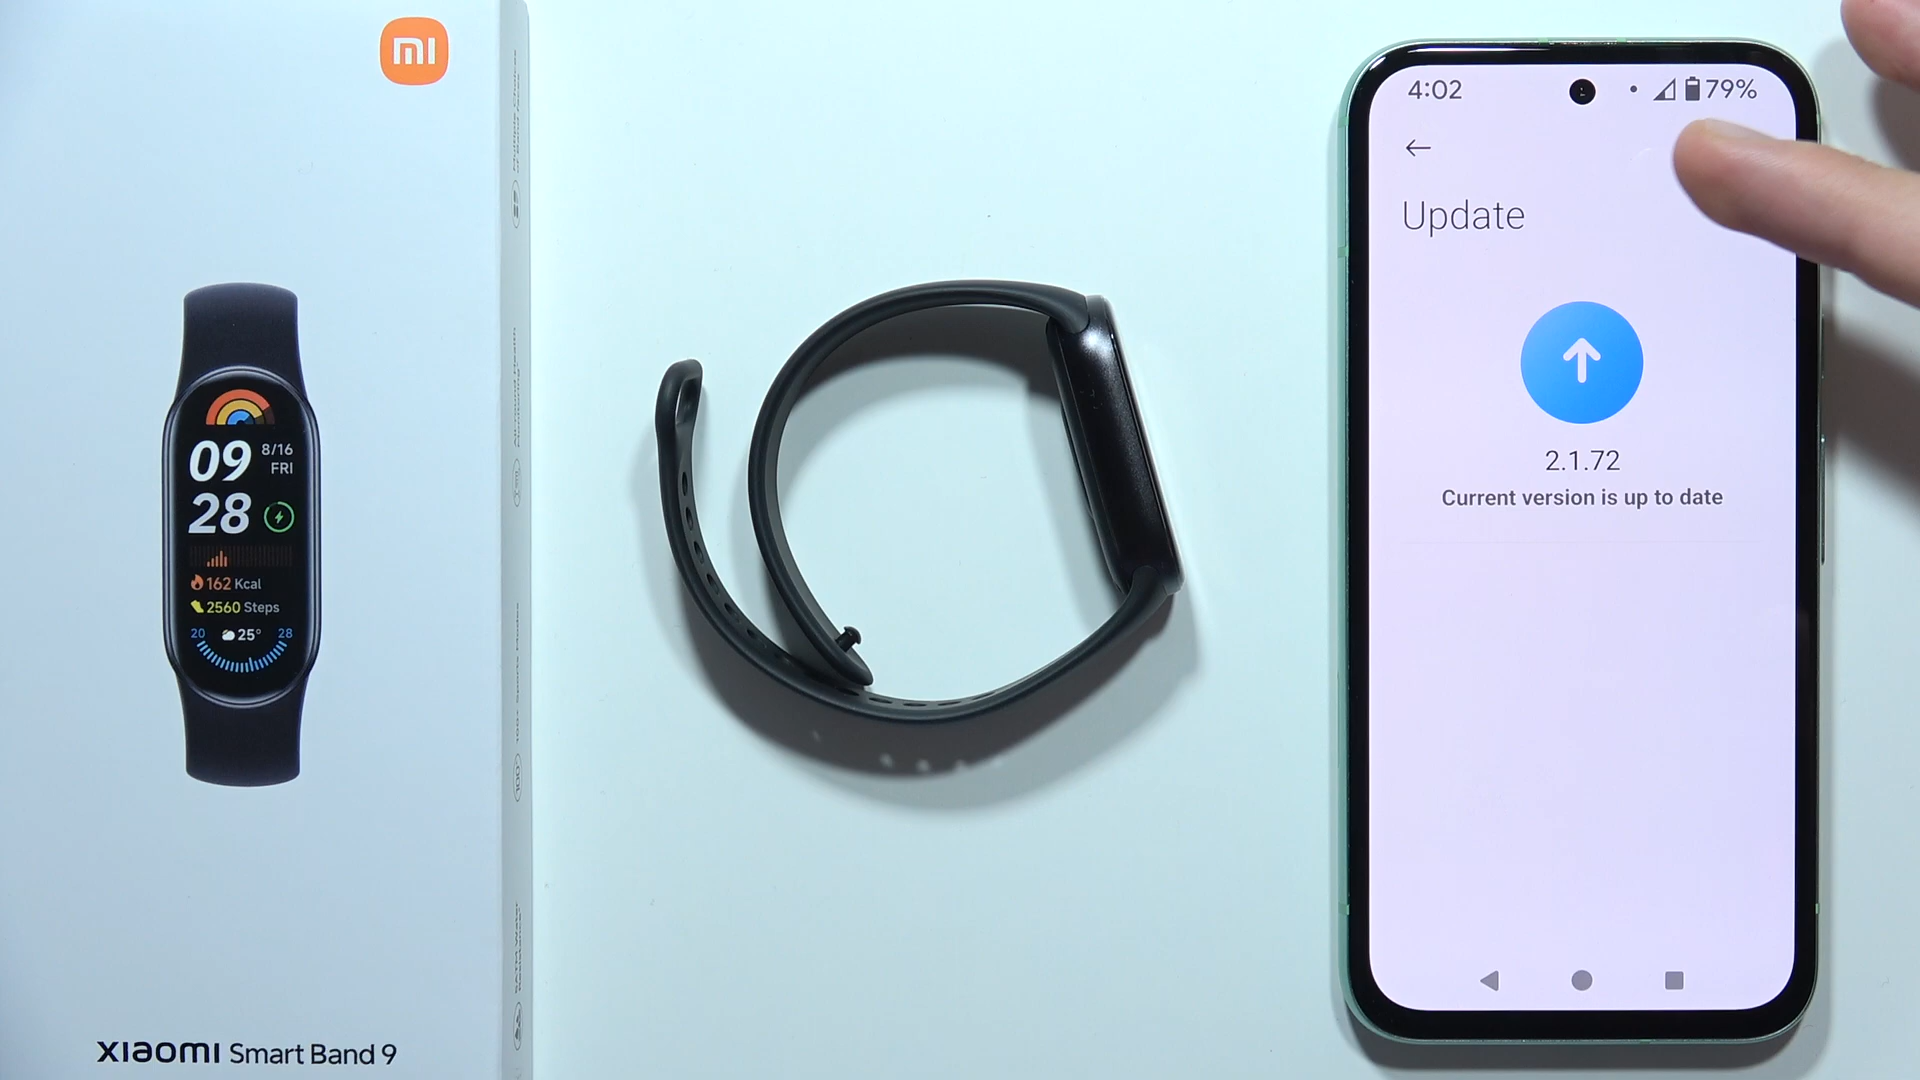 mi
09
8/16
FRI
28
162 Kcal
2560 Steps
20
25°
28
xiaomi Smart Band 9
4:02
79%
Update
2.1.72
Current version is up to date